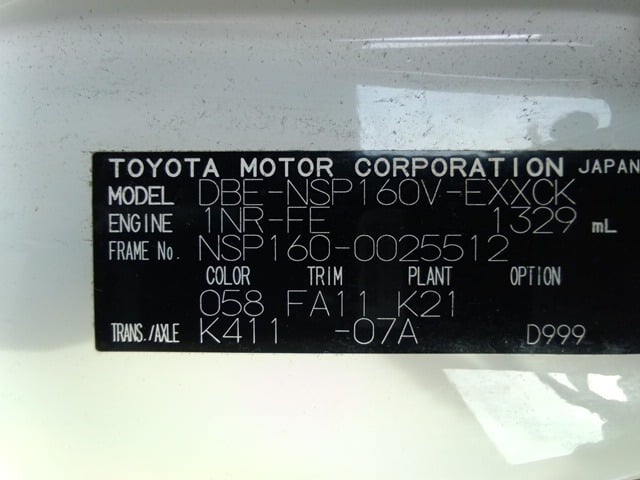 TOYOTA MOTOR CORPORATION JAPAN
MODEL DBE-NSP160V-EXXCK
ENGINE 1NR-FE 1329 mL
FRAME No. NSP160-0025512
COLOR TRIM PLANT OPTION
058 FA11 K21
TRANS./AXLE K411 -07A D999